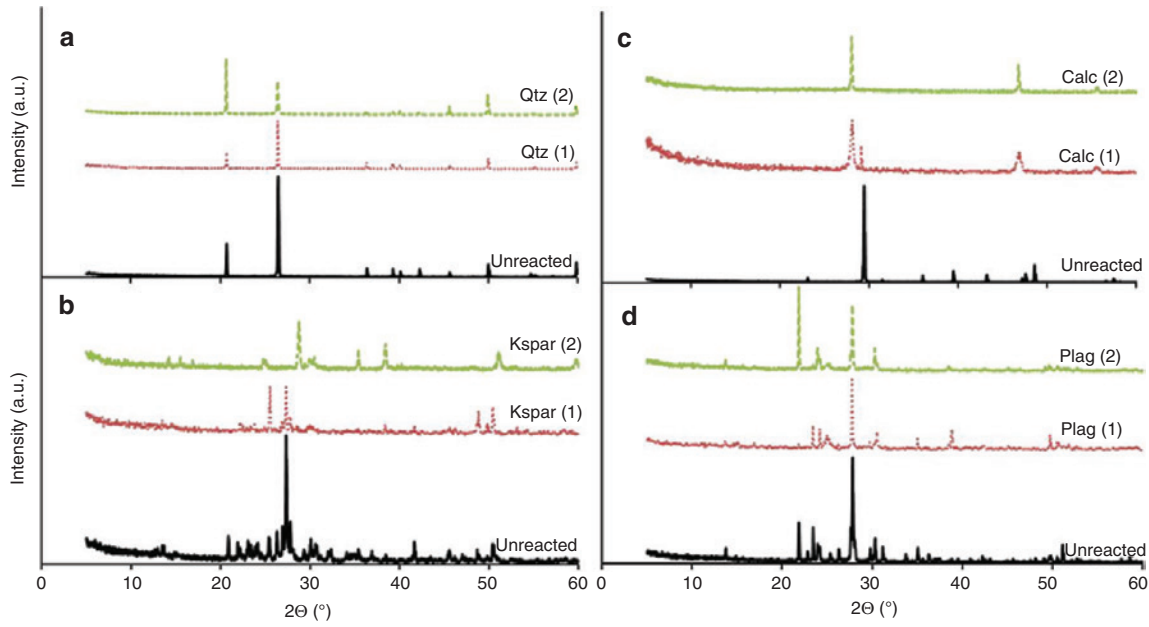 a
Intensity (a.u.)
Qtz (2)
Qtz (1)
Unreacted
b
Intensity (a.u.)
Kspar (2)
Kspar (1)
Unreacted
0 10 20 30 40 50 60
2Θ (°)
c
Calc (2)
Calc (1)
Unreacted
d
Plag (2)
Plag (1)
Unreacted
0 10 20 30 40 50 60
2Θ (°)